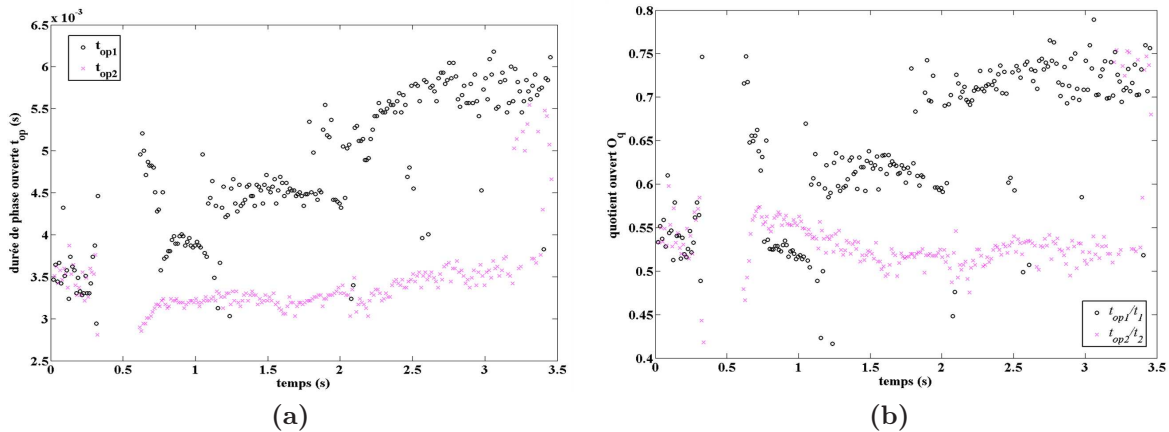 x 10⁻³
6.5
6
5.5
5
4.5
4
3.5
3
2.5
0 0.5 1 1.5 2 2.5 3 3.5
durée de phase ouverte t_op (s)
temps (s)
t_op1
t_op2
(a)
0.8
0.75
0.7
0.65
0.6
0.55
0.5
0.45
0.4
0 0.5 1 1.5 2 2.5 3 3.5
quotient ouvert O_q
temps (s)
t_op1/t_1
t_op2/t_2
(b)